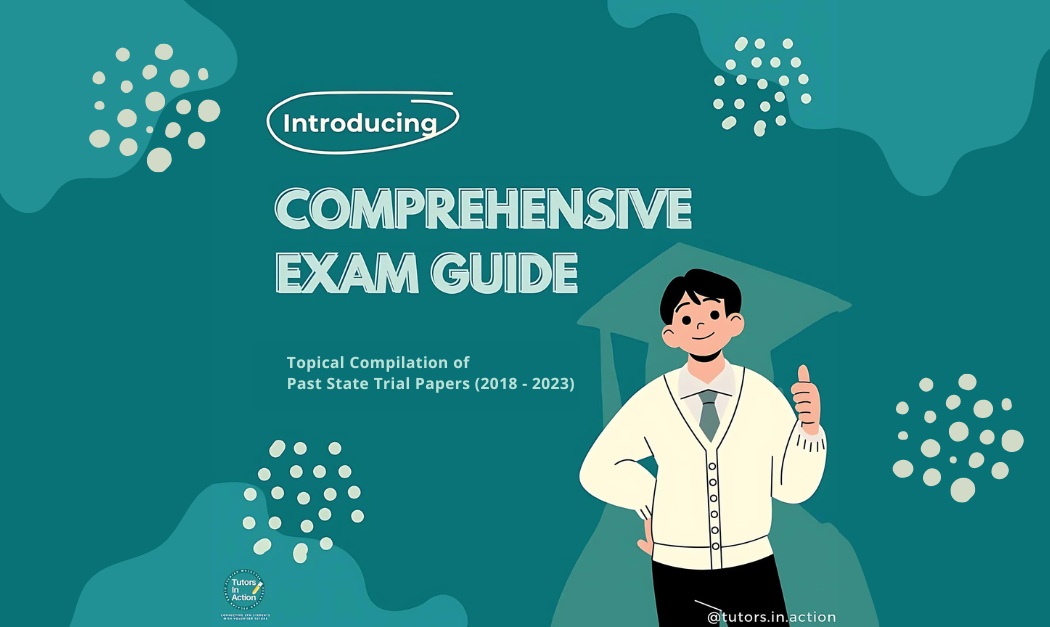 Introducing
COMPREHENSIVE
EXAM GUIDE
Topical Compilation of
Past State Trial Papers (2018 - 2023)
Tutors
In
Action
@tutors.in.action